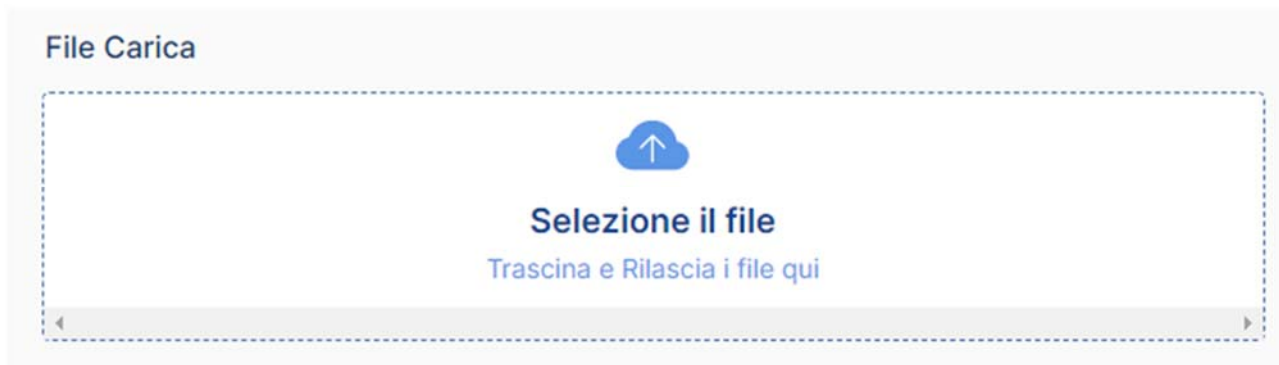 File Carica
Selezione il file
Trascina e Rilascia i file qui